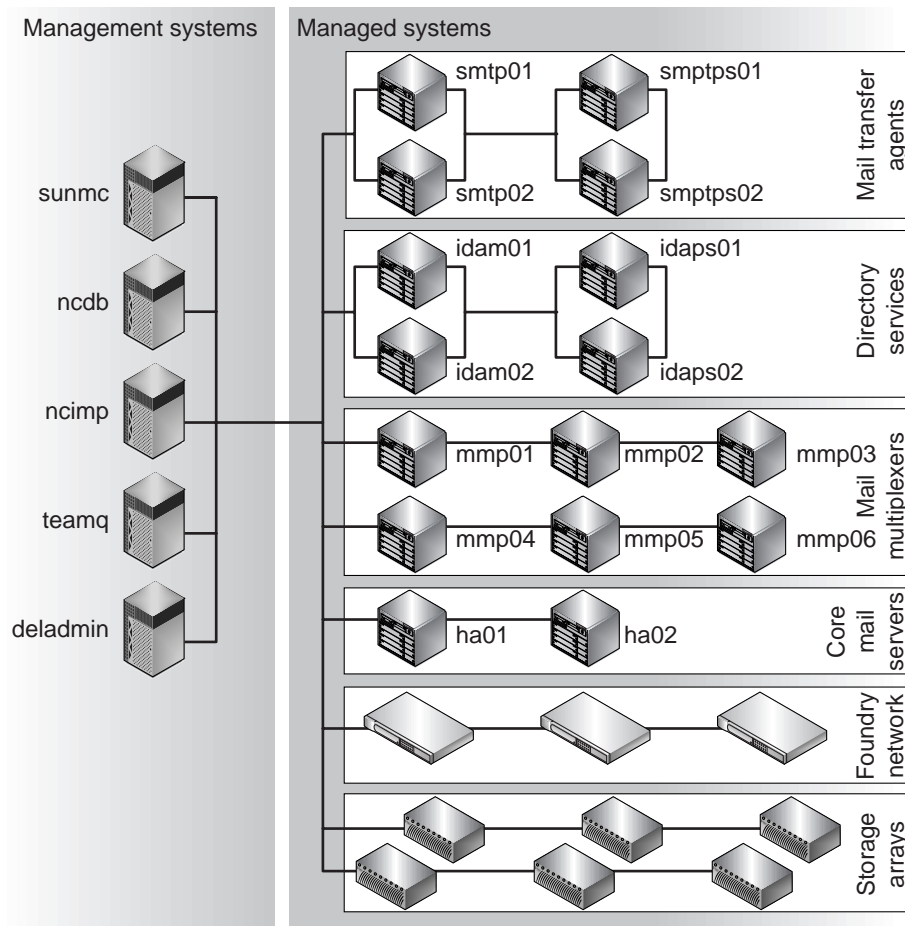 Management systems
Managed systems
sunmc
ncdb
ncimp
teamq
deladmin
smtp01
smptps01
smtp02
smptps02
Mail transfer
agents
idam01
idaps01
idam02
idaps02
Directory
services
mmp01
mmp02
mmp03
mmp04
mmp05
mmp06
Mail
multiplexers
ha01
ha02
Core
mail
servers
Foundry
network
Storage
arrays